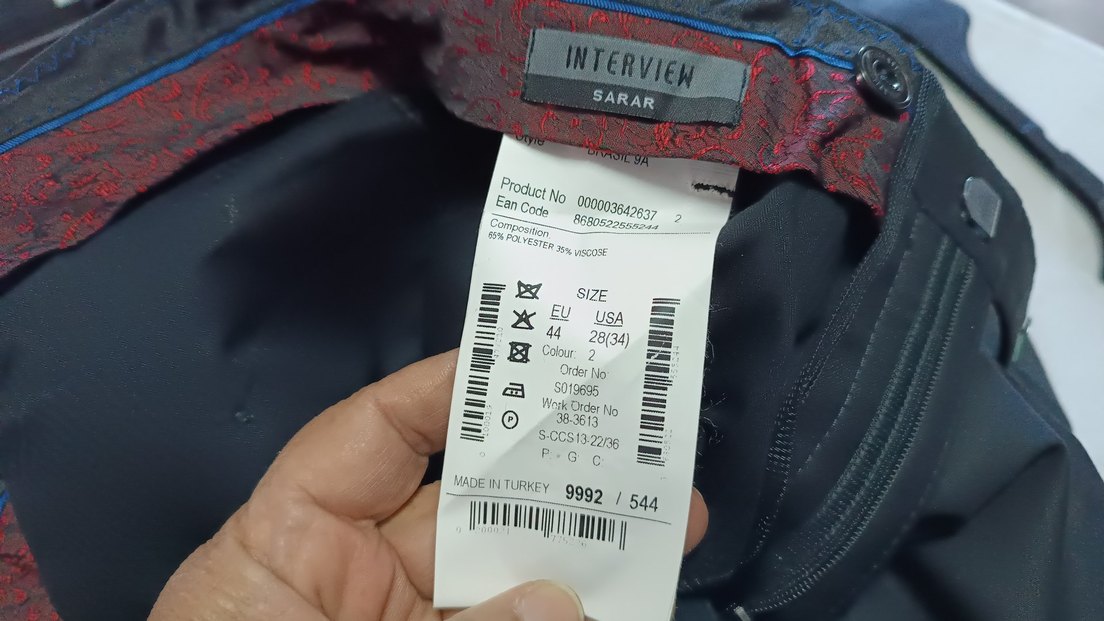 INTERVIEW
SARAR
BRASIL 9A
Product No 000003642637 2
Ean Code 8680522555244
Composition
65% POLYESTER 35% VISCOSE
SIZE
EU USA
44 28(34)
Colour: 2
Order No:
S019695
Work Order No
38-3613
S-CCS13-22/36
P: - G: C:
P
MADE IN TURKEY 9992 / 544